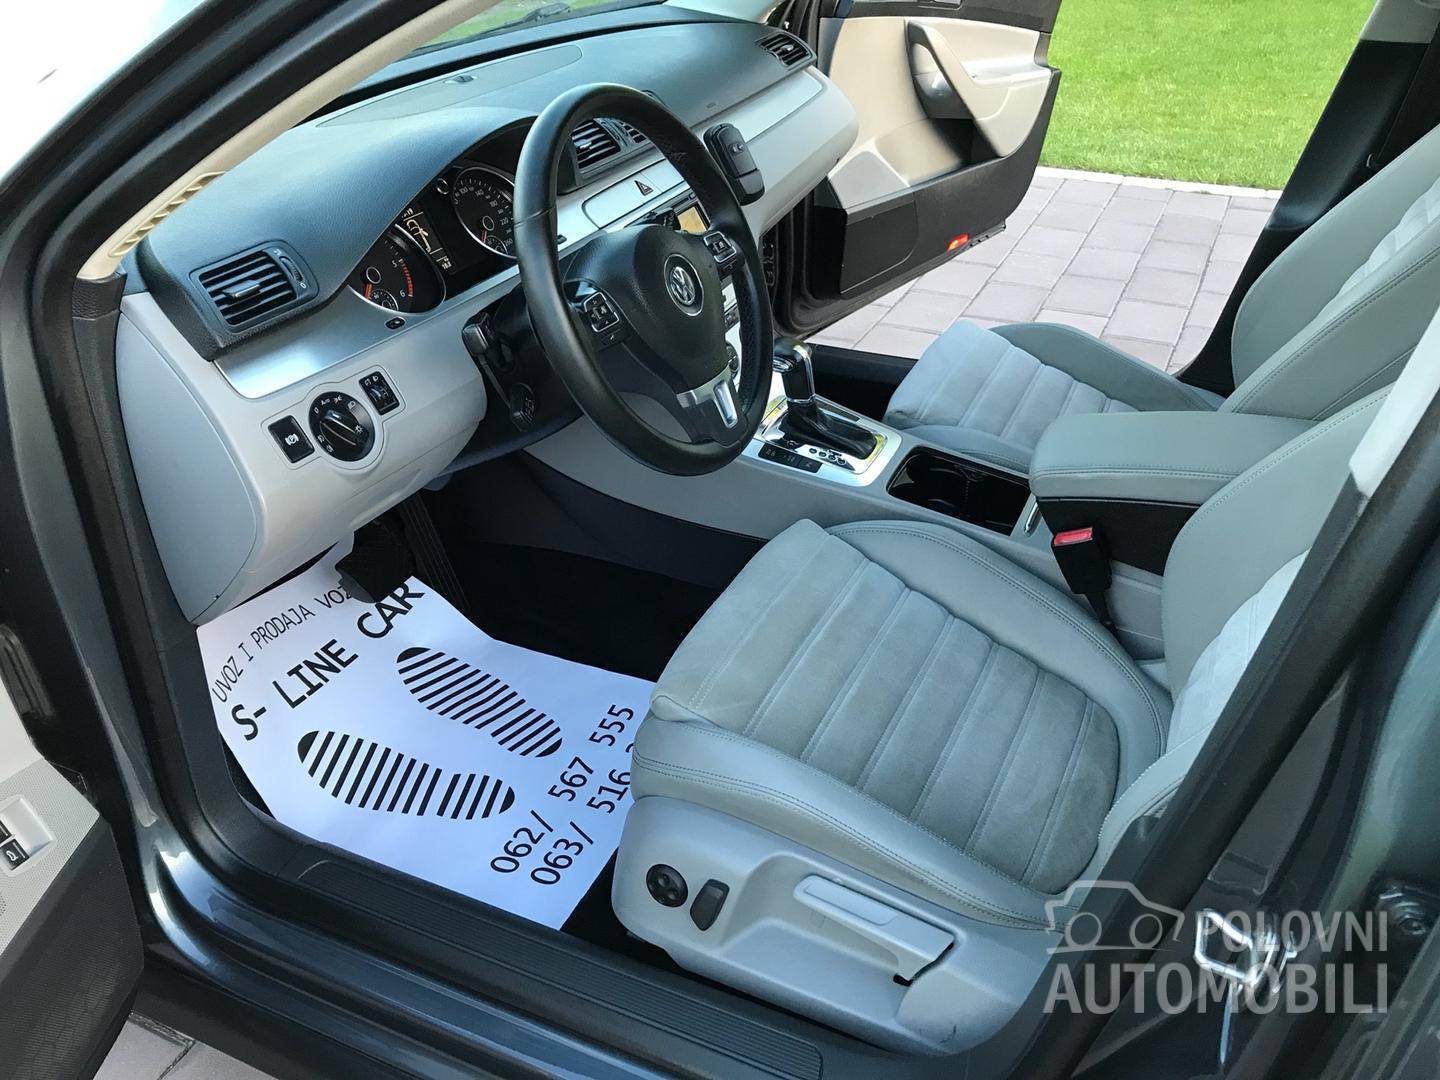 UVOZ I PRODAJA VOZ
S- LINE CAR
062/ 567 555
063/ 516
POLOVNI
AUTOMOBILI